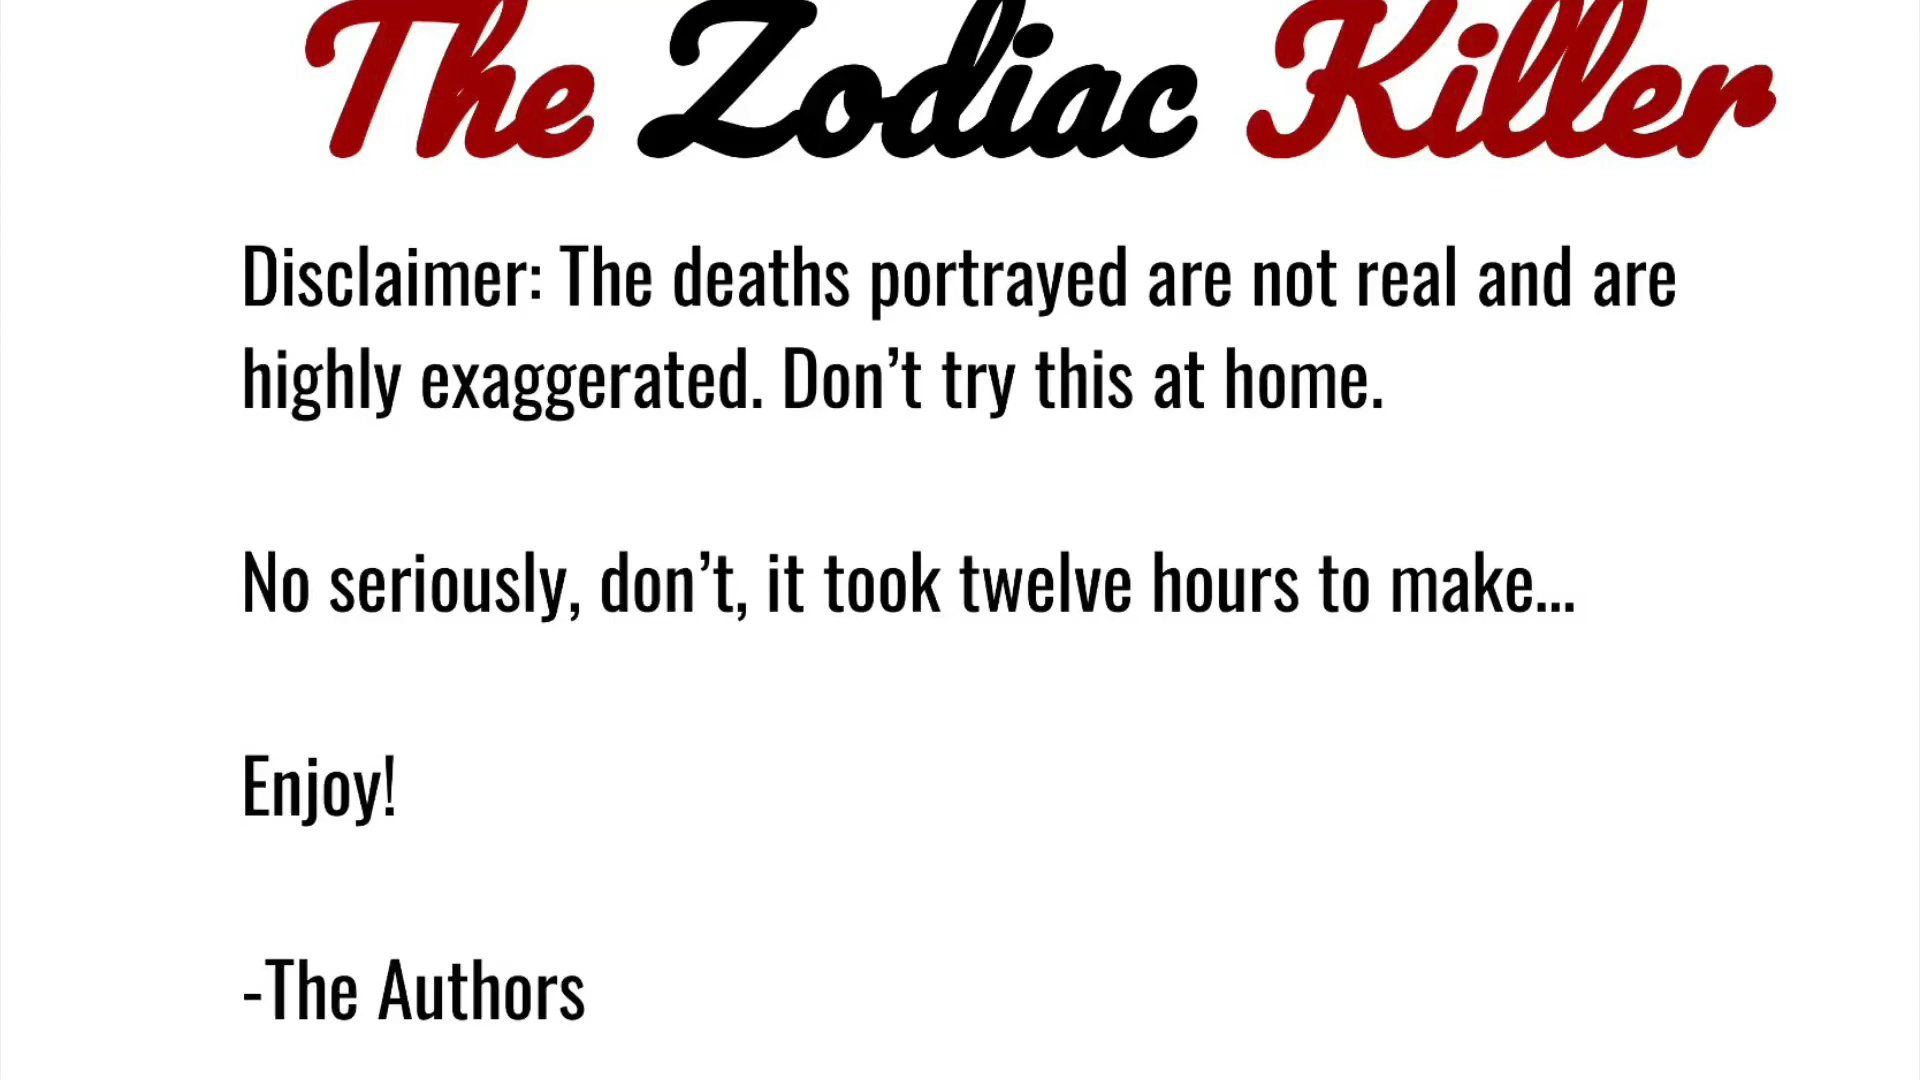 The Zodiac Killer
Disclaimer: The deaths portrayed are not real and are
highly exaggerated. Don’t try this at home.
No seriously, don’t, it took twelve hours to make...
Enjoy!
-The Authors